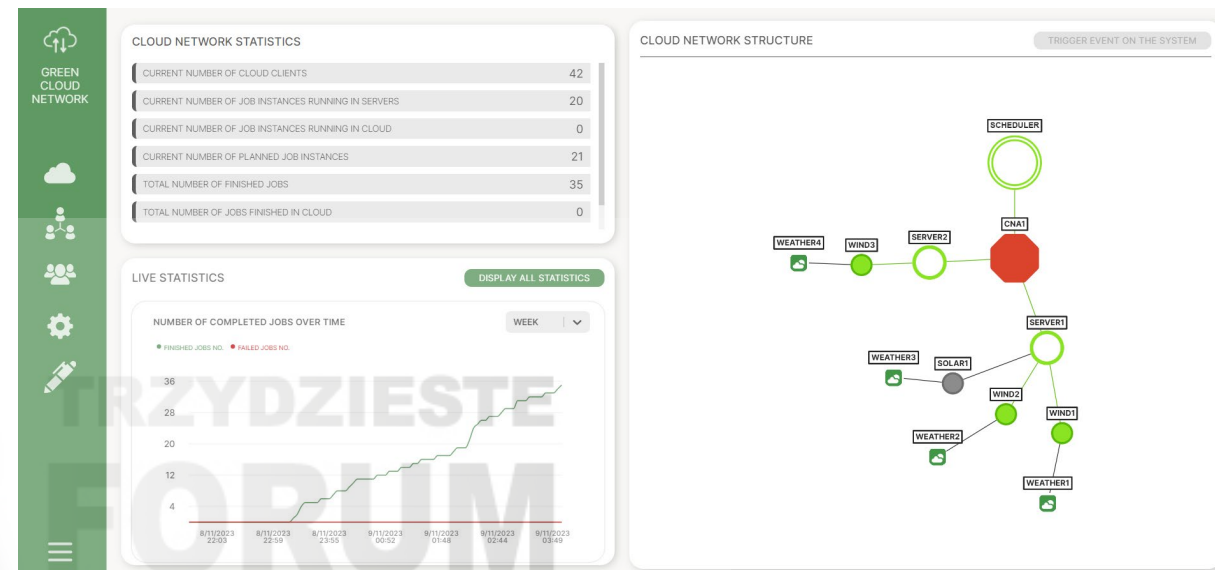 GREEN
CLOUD
NETWORK
CLOUD NETWORK STATISTICS
CURRENT NUMBER OF CLOUD CLIENTS 42
CURRENT NUMBER OF JOB INSTANCES RUNNING IN SERVERS 20
CURRENT NUMBER OF JOB INSTANCES RUNNING IN CLOUD 0
CURRENT NUMBER OF PLANNED JOB INSTANCES 21
TOTAL NUMBER OF FINISHED JOBS 35
TOTAL NUMBER OF JOBS FINISHED IN CLOUD 0
LIVE STATISTICS
DISPLAY ALL STATISTICS
NUMBER OF COMPLETED JOBS OVER TIME
WEEK
FINISHED JOBS NO. FAILED JOBS NO.
36
28
20
12
4
8/11/2023 8/11/2023 8/11/2023 9/11/2023 9/11/2023 9/11/2023 9/11/2023
22:03 22:59 23:55 00:52 01:48 02:44 03:49
TRZYDZIESTE
FORUM
CLOUD NETWORK STRUCTURE
TRIGGER EVENT ON THE SYSTEM
SCHEDULER
CNA1
WEATHER4
WIND3
SERVER2
SERVER1
WEATHER3
SOLAR1
WIND2
WIND1
WEATHER2
WEATHER1